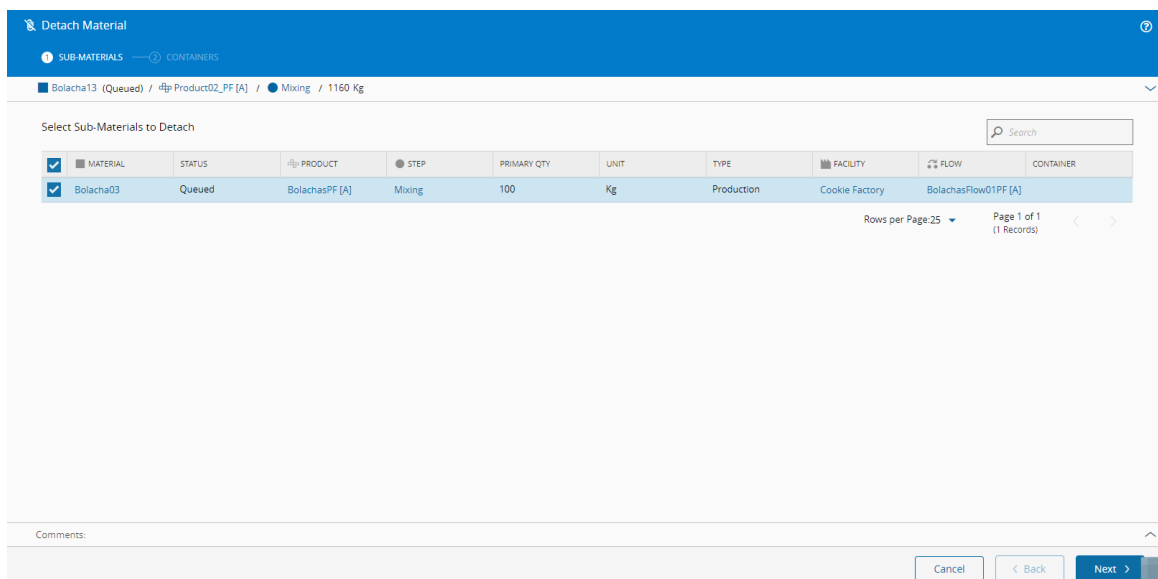 Detach Material
1 SUB-MATERIALS 2 CONTAINERS
Bolacha13 (Queued) / Product02_PF [A] / Mixing / 1160 Kg
Select Sub-Materials to Detach
Search
MATERIAL STATUS PRODUCT STEP PRIMARY QTY UNIT TYPE FACILITY FLOW CONTAINER
Bolacha03 Queued BolachasPF [A] Mixing 100 Kg Production Cookie Factory BolachasFlow01PF [A]
Rows per Page:25 Page 1 of 1
(1 Records)
Comments:
Cancel < Back Next >